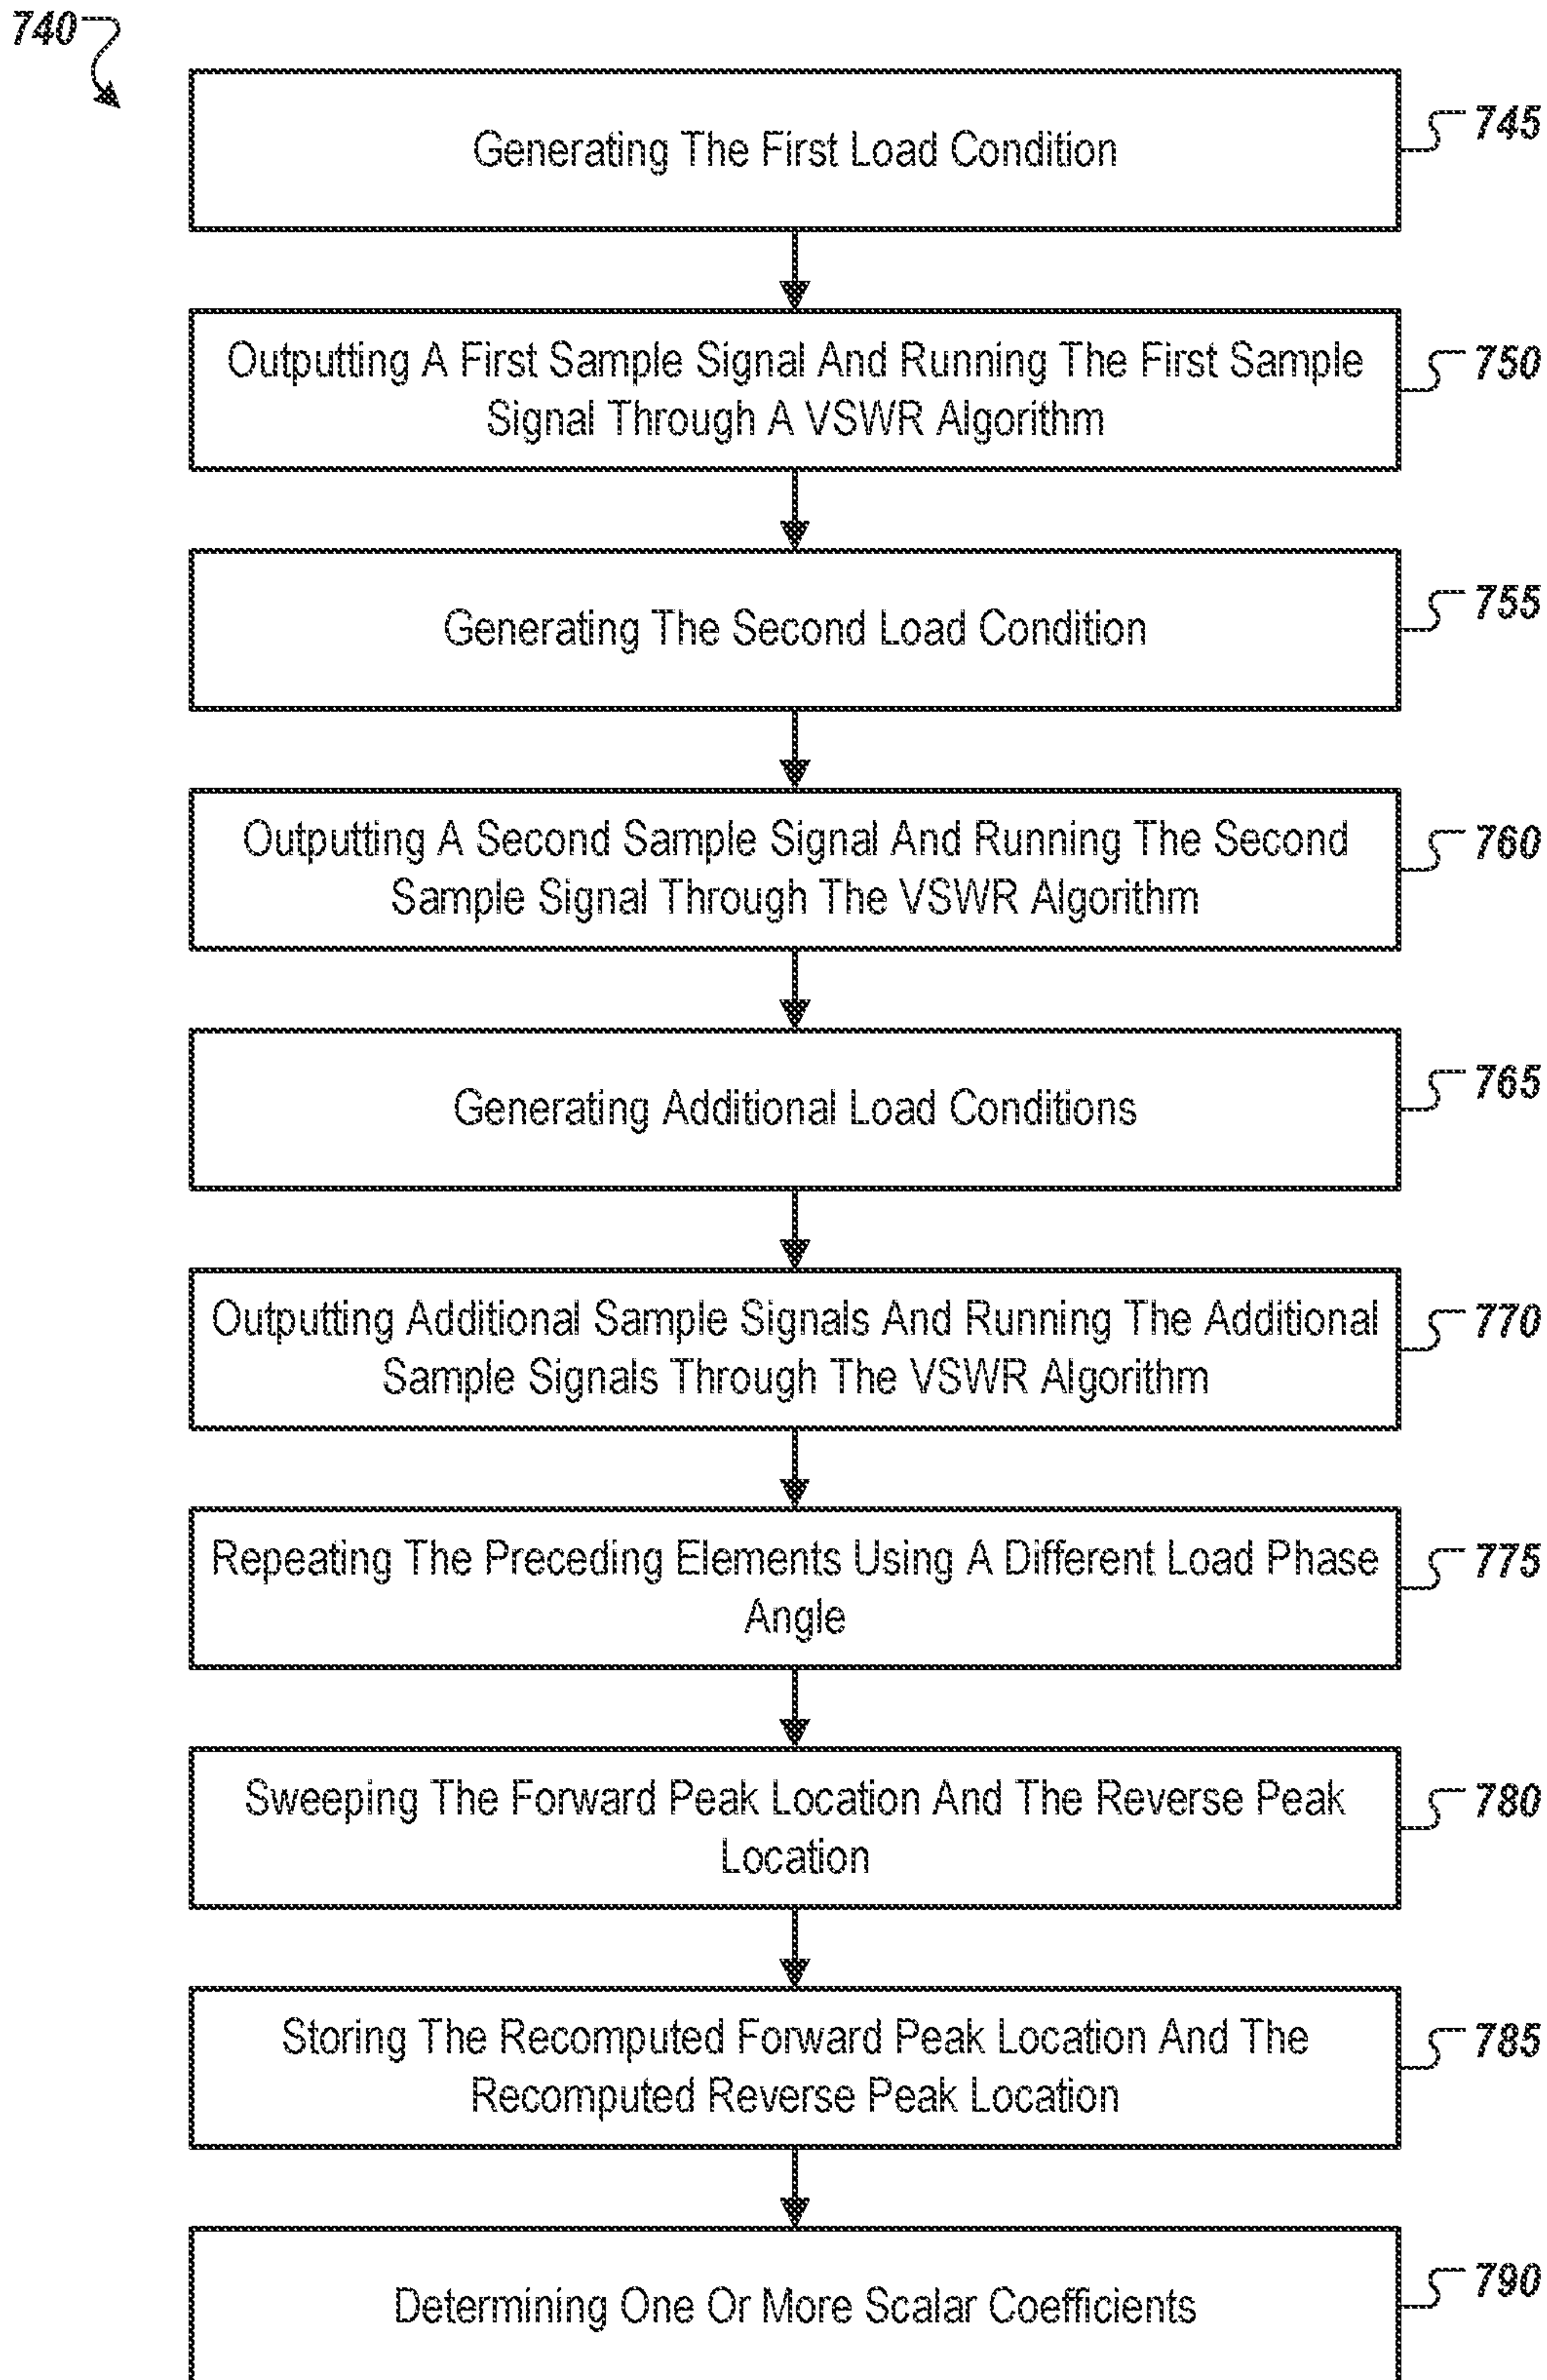 740
Generating The First Load Condition
745
Outputting A First Sample Signal And Running The First Sample
Signal Through A VSWR Algorithm
750
Generating The Second Load Condition
755
Outputting A Second Sample Signal And Running The Second
Sample Signal Through The VSWR Algorithm
760
Generating Additional Load Conditions
765
Outputting Additional Sample Signals And Running The Additional
Sample Signals Through The VSWR Algorithm
770
Repeating The Preceding Elements Using A Different Load Phase
Angle
775
Sweeping The Forward Peak Location And The Reverse Peak
Location
780
Storing The Recomputed Forward Peak Location And The
Recomputed Reverse Peak Location
785
Determining One Or More Scalar Coefficients
790